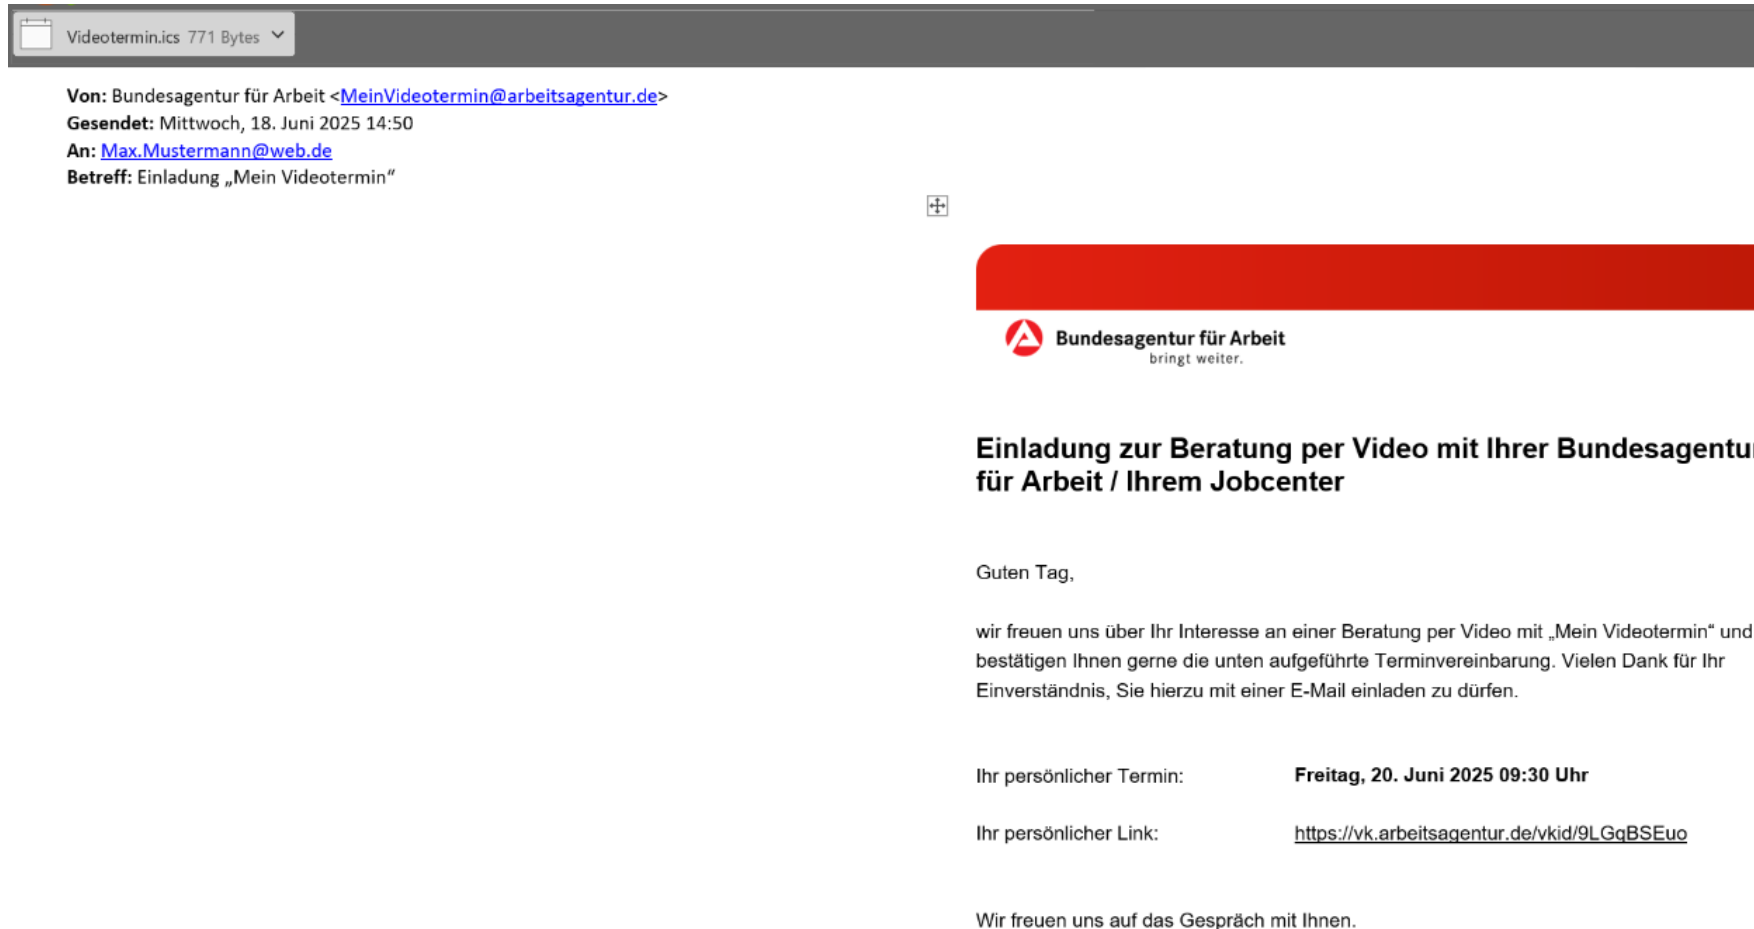 Videotermin.ics 771 Bytes
Von: Bundesagentur für Arbeit <MeinVideotermin@arbeitsagentur.de>
Gesendet: Mittwoch, 18. Juni 2025 14:50
An: Max.Mustermann@web.de
Betreff: Einladung „Mein Videotermin“
Bundesagentur für Arbeit
bringt weiter.
Einladung zur Beratung per Video mit Ihrer Bundesagentur
für Arbeit / Ihrem Jobcenter
Guten Tag,
wir freuen uns über Ihr Interesse an einer Beratung per Video mit „Mein Videotermin“ und
bestätigen Ihnen gerne die unten aufgeführte Terminvereinbarung. Vielen Dank für Ihr
Einverständnis, Sie hierzu mit einer E-Mail einladen zu dürfen.
Ihr persönlicher Termin: Freitag, 20. Juni 2025 09:30 Uhr
Ihr persönlicher Link: https://vk.arbeitsagentur.de/vkid/9LGqBSEuo
Wir freuen uns auf das Gespräch mit Ihnen.